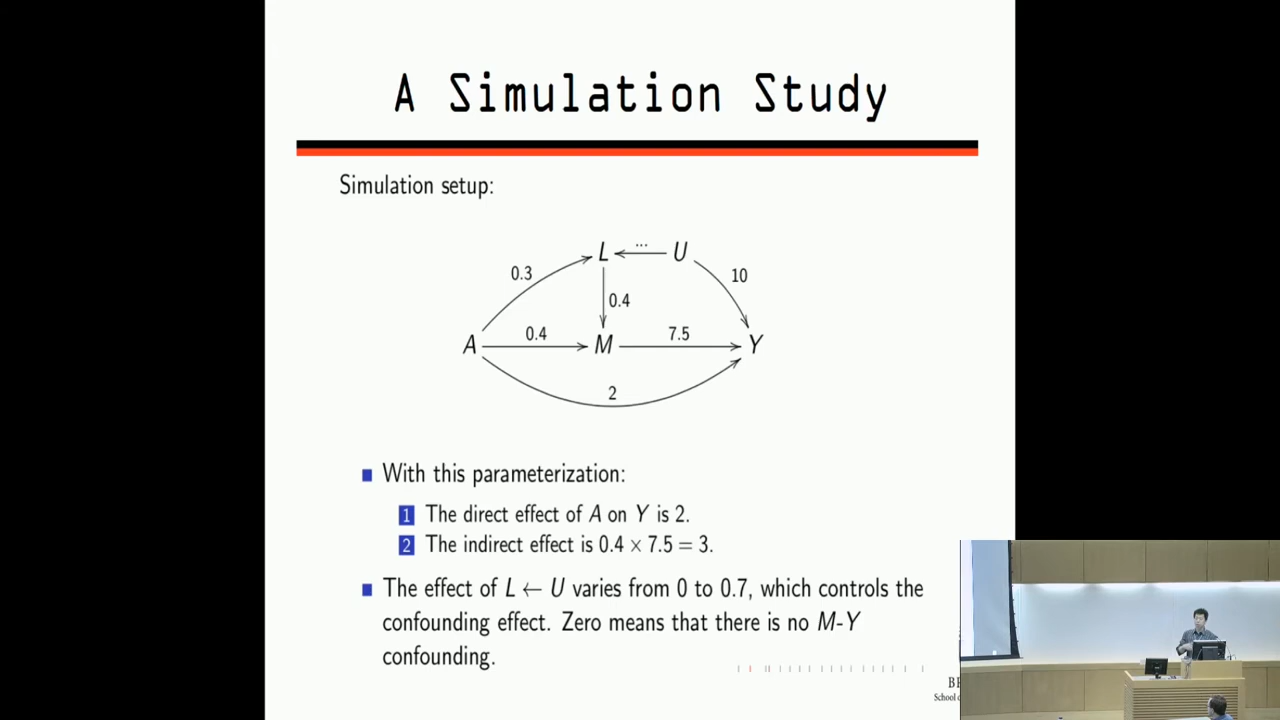 A Simulation Study
Simulation setup:
L ... U
0.3
10
0.4
A 0.4 M 7.5 Y
2
With this parameterization:
1 The direct effect of A on Y is 2.
2 The indirect effect is 0.4 × 7.5 = 3.
The effect of L ← U varies from 0 to 0.7, which controls the
confounding effect. Zero means that there is no M-Y
confounding.
School